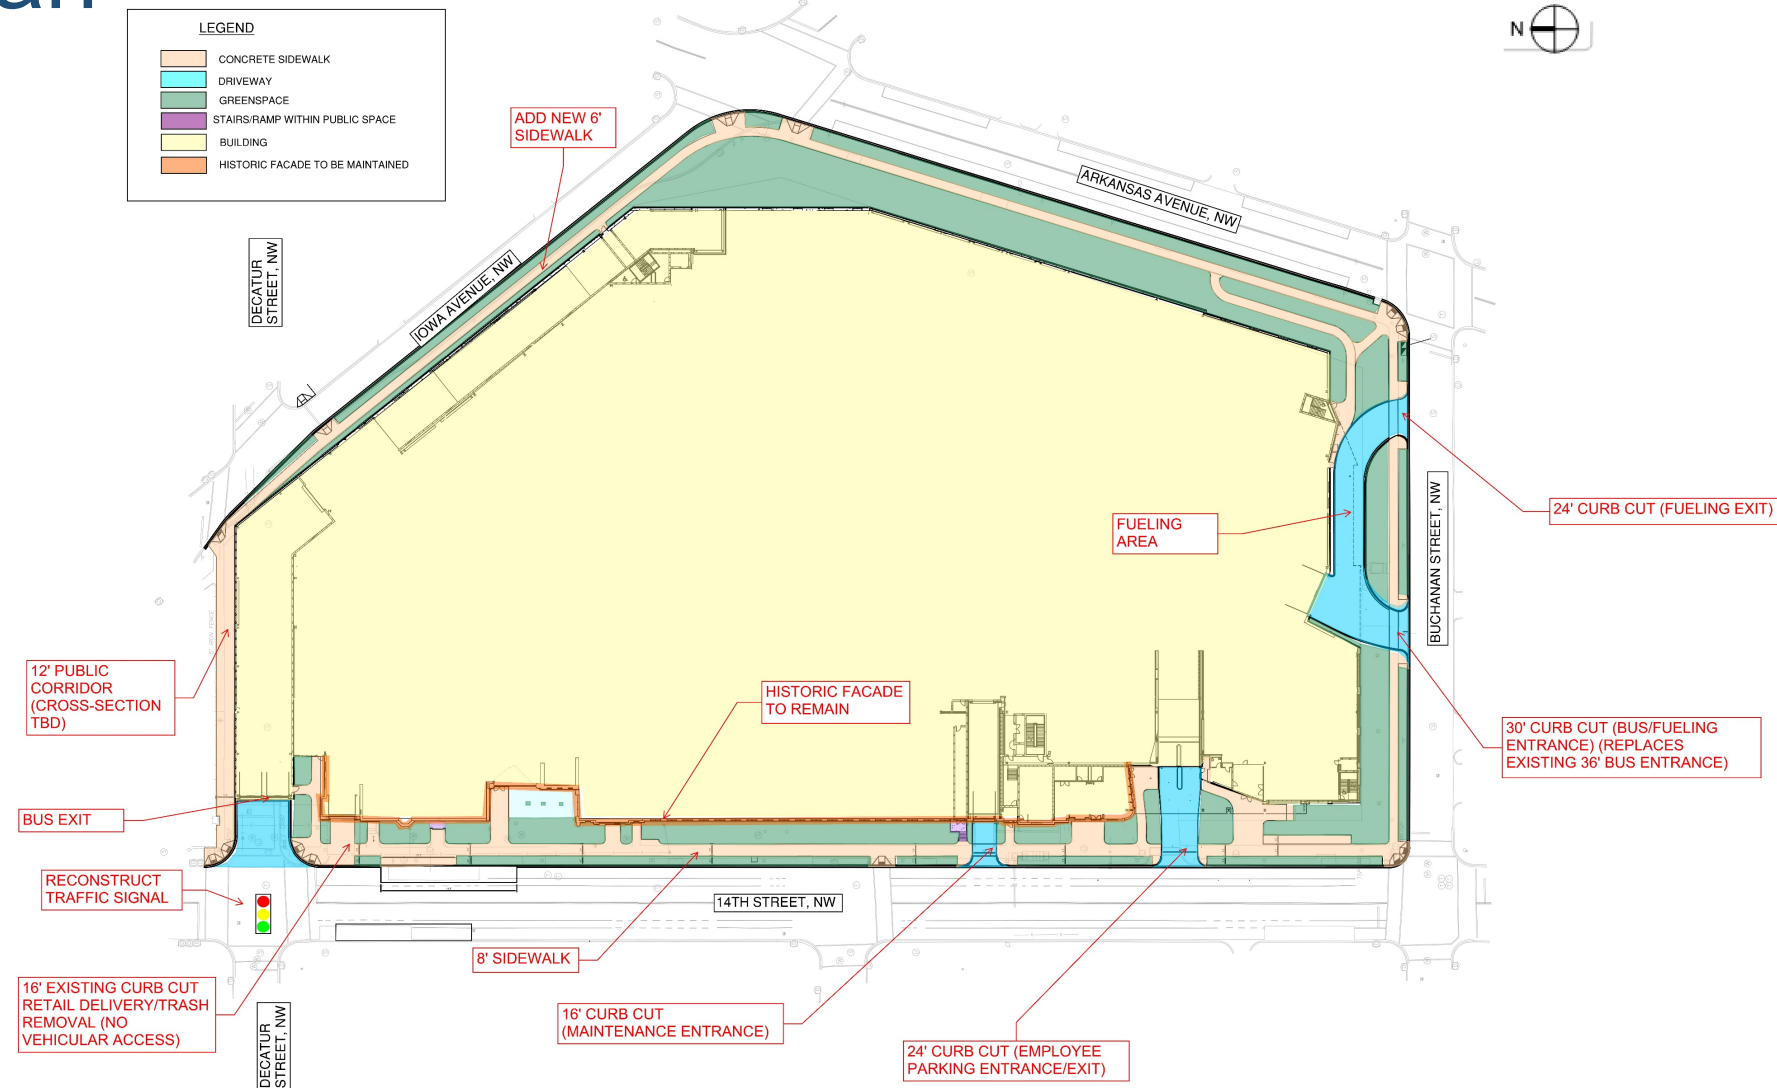 LEGEND
CONCRETE SIDEWALK
DRIVEWAY
GREENSPACE
STAIRS/RAMP WITHIN PUBLIC SPACE
BUILDING
HISTORIC FACADE TO BE MAINTAINED
N
ADD NEW 6'
SIDEWALK
ARKANSAS AVENUE, NW
DECATUR
STREET, NW
IOWA AVENUE, NW
BUCHANAN STREET, NW
24' CURB CUT (FUELING EXIT)
FUELING
AREA
12' PUBLIC
CORRIDOR
(CROSS-SECTION
TBD)
HISTORIC FACADE
TO REMAIN
30' CURB CUT (BUS/FUELING
ENTRANCE) (REPLACES
EXISTING 36' BUS ENTRANCE)
BUS EXIT
RECONSTRUCT
TRAFFIC SIGNAL
14TH STREET, NW
8' SIDEWALK
16' EXISTING CURB CUT
RETAIL DELIVERY/TRASH
REMOVAL (NO
VEHICULAR ACCESS)
DECATUR
STREET, NW
16' CURB CUT
(MAINTENANCE ENTRANCE)
24' CURB CUT (EMPLOYEE
PARKING ENTRANCE/EXIT)